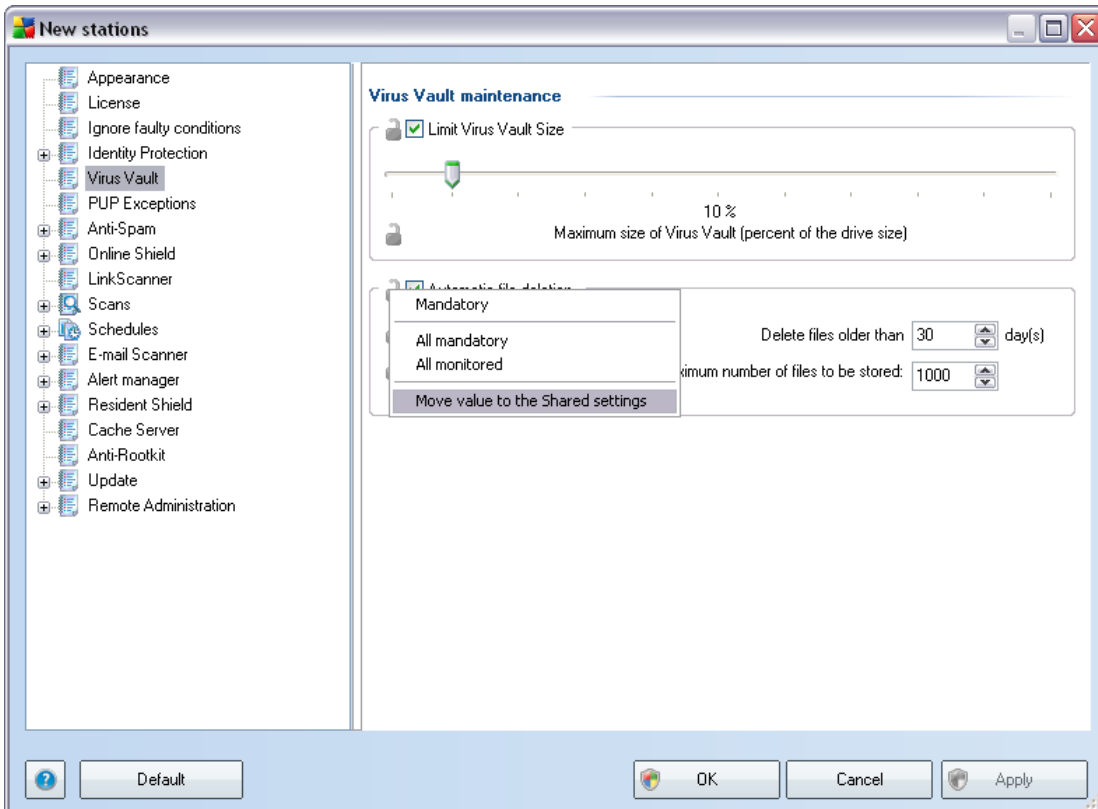 New stations
Appearance
License
Ignore faulty conditions
Identity Protection
Virus Vault
PUP Exceptions
Anti-Spam
Online Shield
LinkScanner
Scans
Schedules
E-mail Scanner
Alert manager
Resident Shield
Cache Server
Anti-Rootkit
Update
Remote Administration
Virus Vault maintenance
Limit Virus Vault Size
10 %
Maximum size of Virus Vault (percent of the drive size)
Automatic file deletion
Mandatory
All mandatory
All monitored
Move value to the Shared settings
Delete files older than 30 day(s)
ximum number of files to be stored: 1000
Default
OK
Cancel
Apply